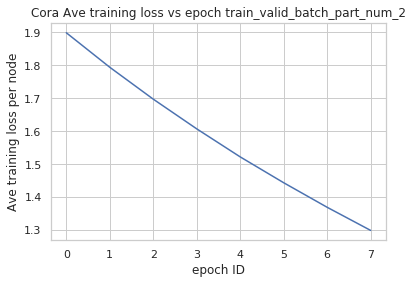 Cora Ave training loss vs epoch train_valid_batch_part_num_2
1.9
1.8
1.7
1.6
1.5
1.4
1.3
Ave training loss per node
0 1 2 3 4 5 6 7
epoch ID